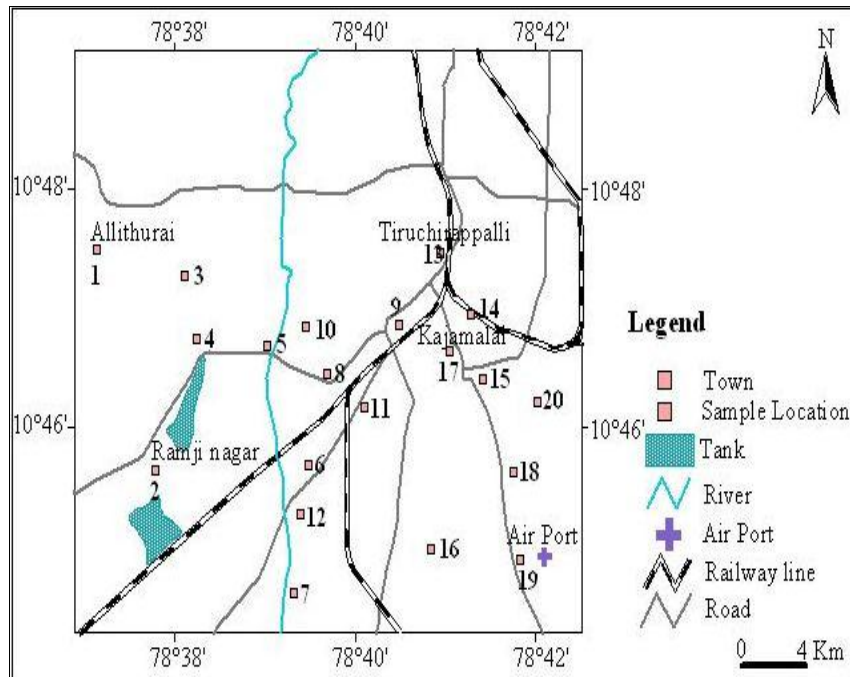 78°38' 78°40' 78°42'
N
10°48' 10°48'
Allithurai Tiruchirappalli
13
1 3
10 9 14
4 5 Kajamalar
17
8 15
20
11
10°46' 10°46'
Ramji nagar
6 18
2
12
16 Air Port
19
7
78°38' 78°40' 78°42'
Legend
Town
Sample Location
Tank
River
Air Port
Railway line
Road
0 4 Km